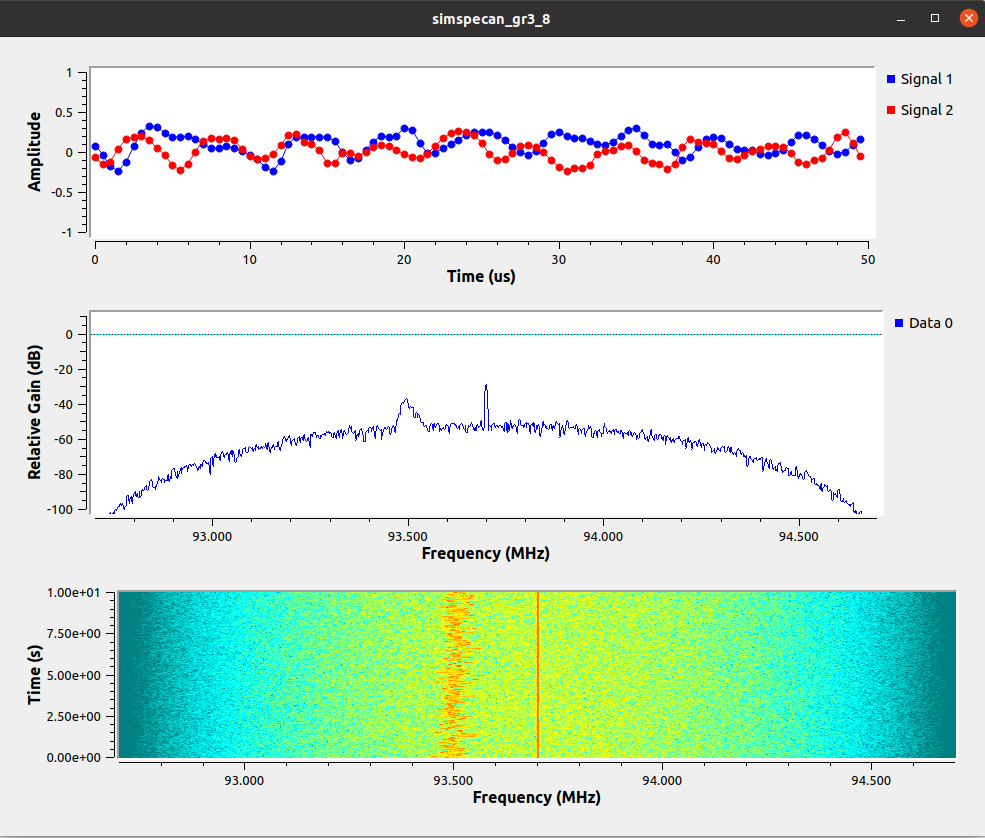 simspecan_gr3_8
1
0.5
0
-0.5
-1
Amplitude
0 10 20 30 40 50
Time (us)
Signal 1
Signal 2
0
-20
-40
-60
-80
-100
Relative Gain (dB)
93.000 93.500 94.000 94.500
Frequency (MHz)
Data 0
1.00e+01
7.50e+00
5.00e+00
2.50e+00
0.00e+00
Time (s)
93.000 93.500 94.000 94.500
Frequency (MHz)